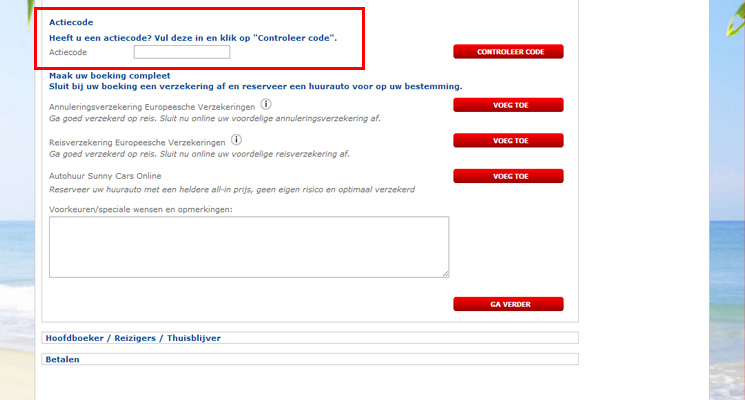 Actiecode
Heeft u een actiecode? Vul deze in en klik op "Controleer code".
Actiecode
CONTROLEER CODE
Maak uw boeking compleet
Sluit bij uw boeking een verzekering af en reserveer een huurauto voor op uw bestemming.
Annuleringsverzekering Europeesche Verzekeringen
VOEG TOE
Ga goed verzekerd op reis. Sluit nu online uw voordelige annuleringsverzekering af.
Reisverzekering Europeesche Verzekeringen
VOEG TOE
Ga goed verzekerd op reis. Sluit nu online uw voordelige reisverzekering af.
Autohuur Sunny Cars Online
VOEG TOE
Reserveer uw huurauto met een heldere all-in prijs, geen eigen risico en optimaal verzekerd
Voorkeuren/speciale wensen en opmerkingen:
GA VERDER
Hoofdboeker / Reizigers / Thuisblijver
Betalen